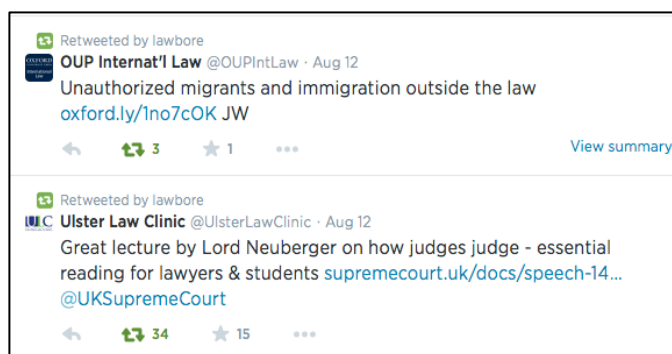 Retweeted by lawbore
OUP Internat'l Law @OUPIntLaw · Aug 12
Unauthorized migrants and immigration outside the law
oxford.ly/1no7cOK JW
3 1 View summary
Retweeted by lawbore
Ulster Law Clinic @UlsterLawClinic · Aug 12
Great lecture by Lord Neuberger on how judges judge - essential
reading for lawyers & students supremecourt.uk/docs/speech-14...
@UKSupremeCourt
34 15